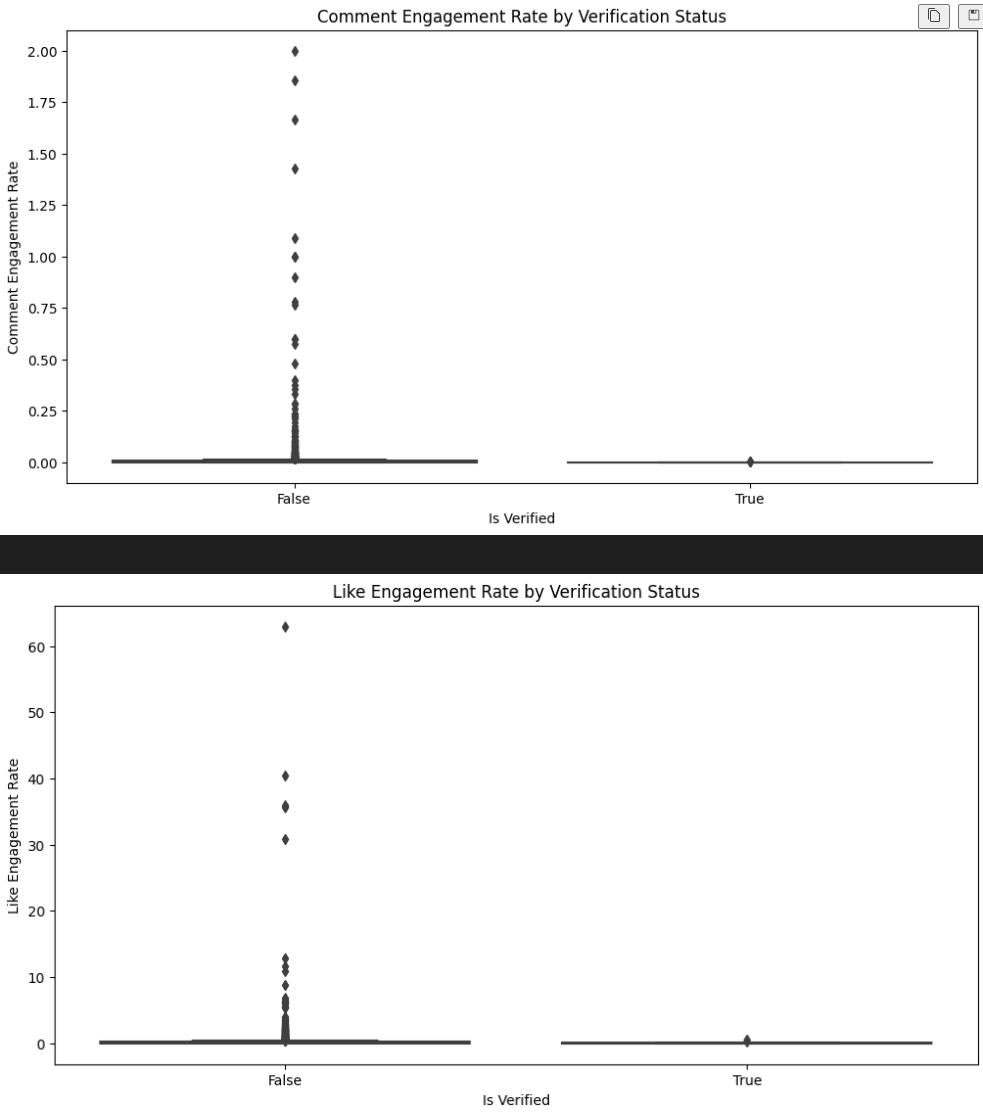 Comment Engagement Rate by Verification Status
2.00
1.75
1.50
1.25
1.00
0.75
0.50
0.25
0.00
Comment Engagement Rate
False
True
Is Verified
Like Engagement Rate by Verification Status
60
50
40
30
20
10
0
Like Engagement Rate
False
True
Is Verified